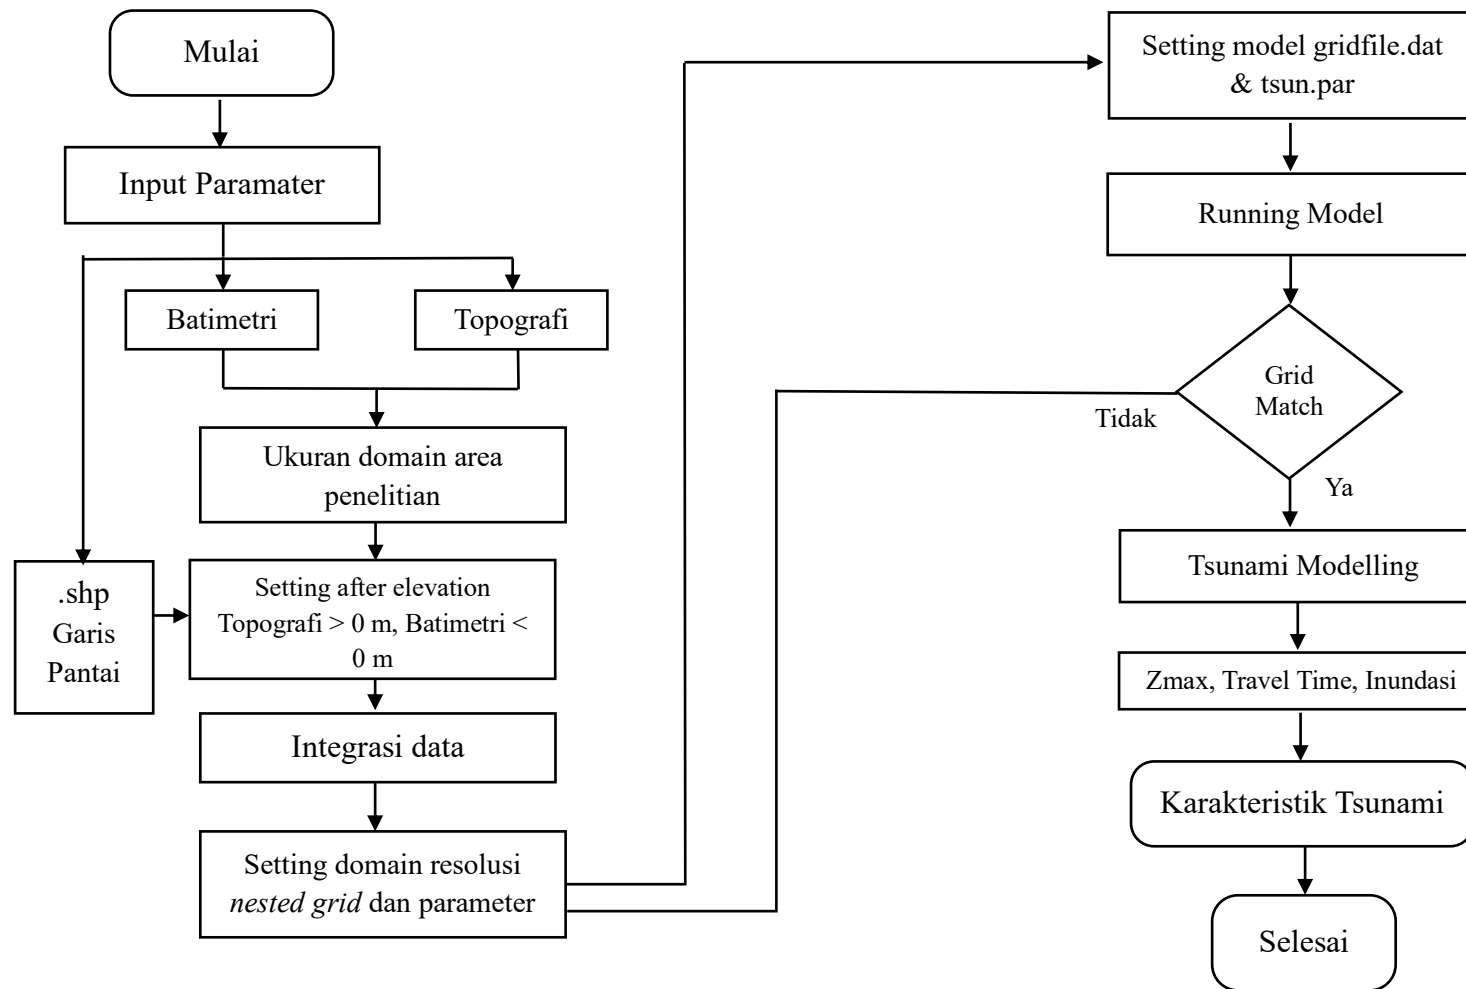 Mulai
Input Paramater
Batimetri
Topografi
Ukuran domain area
penelitian
.shp
Garis
Pantai
Setting after elevation
Topografi > 0 m, Batimetri <
0 m
Integrasi data
Setting domain resolusi
nested grid dan parameter
Setting model gridfile.dat
& tsun.par
Running Model
Grid
Match
Tidak
Ya
Tsunami Modelling
Zmax, Travel Time, Inundasi
Karakteristik Tsunami
Selesai